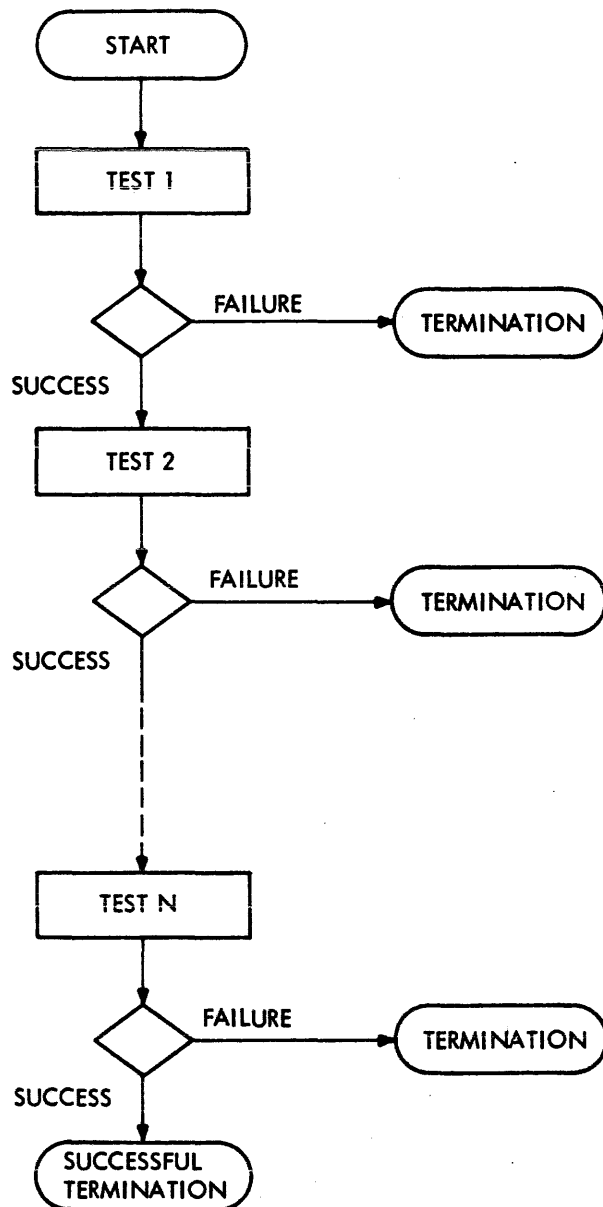 START
TEST 1
FAILURE
TERMINATION
SUCCESS
TEST 2
FAILURE
TERMINATION
SUCCESS
TEST N
FAILURE
TERMINATION
SUCCESS
SUCCESSFUL
TERMINATION